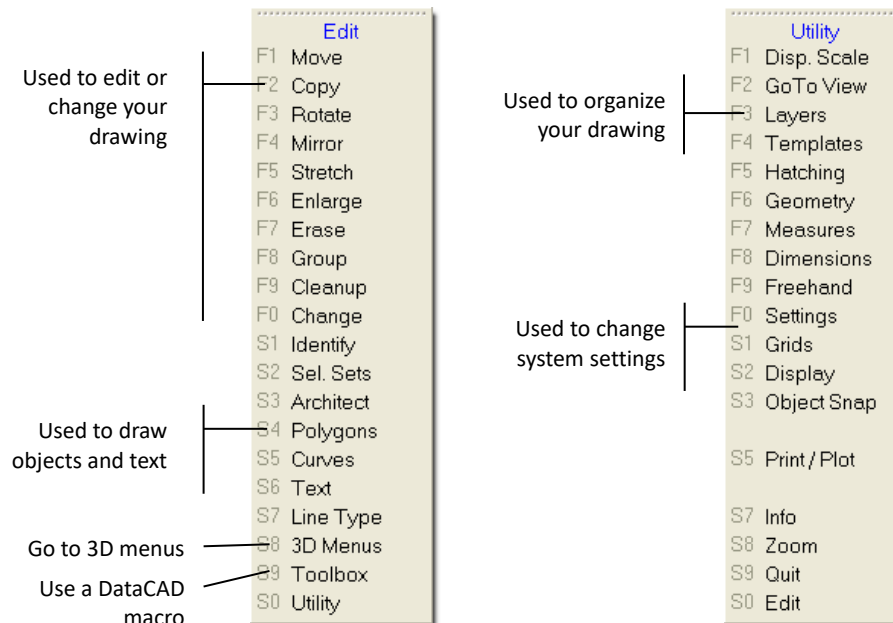 Edit
F1 Move
F2 Copy
F3 Rotate
F4 Mirror
F5 Stretch
F6 Enlarge
F7 Erase
F8 Group
F9 Cleanup
F0 Change
S1 Identify
S2 Sel. Sets
S3 Architect
S4 Polygons
S5 Curves
S6 Text
S7 Line Type
S8 3D Menus
S9 Toolbox
S0 Utility
Used to edit or
change your
drawing
Used to draw
objects and text
Go to 3D menus
Use a DataCAD
macro
Utility
F1 Disp. Scale
F2 GoTo View
F3 Layers
F4 Templates
F5 Hatching
F6 Geometry
F7 Measures
F8 Dimensions
F9 Freehand
F0 Settings
S1 Grids
S2 Display
S3 Object Snap
S5 Print / Plot
S7 Info
S8 Zoom
S9 Quit
S0 Edit
Used to organize
your drawing
Used to change
system settings